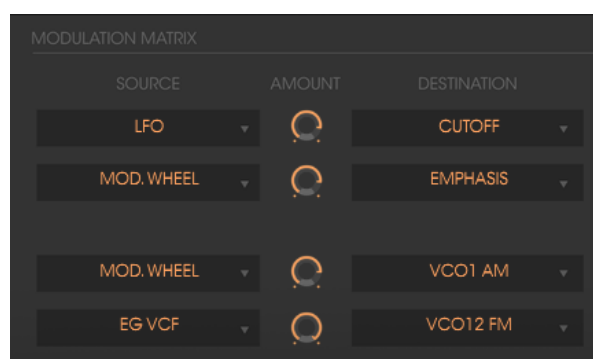 MODULATION MATRIX
SOURCE AMOUNT DESTINATION
LFO CUTOFF
MOD. WHEEL EMPHASIS
MOD. WHEEL VCO1 AM
EG VCF VCO12 FM